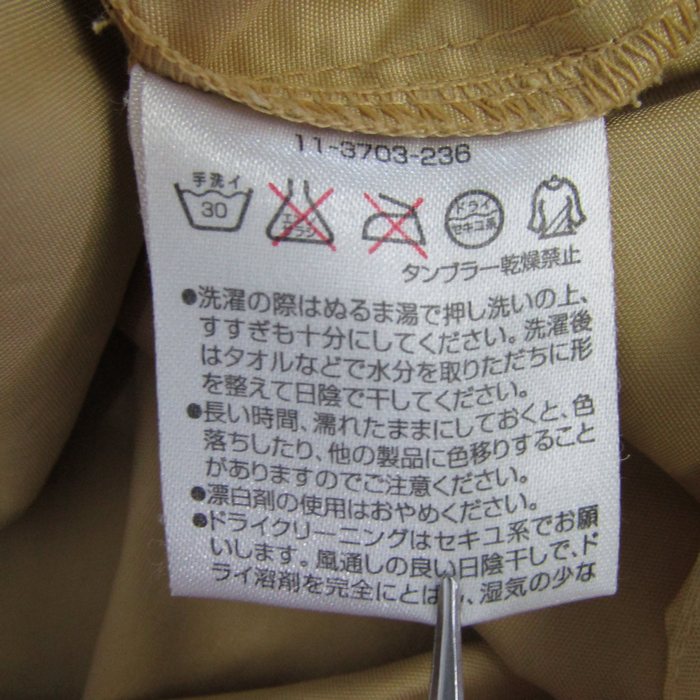 11-3703-236
手洗イ
30
エンソ
サラシ
ドライ
セキユ系
タンブラー乾燥禁止
●洗濯の際はぬるま湯で押し洗いの上、
すすぎも十分にしてください。洗濯後
はタオルなどで水分を取りただちに形
を整えて日陰で干してください。
●長い時間、濡れたままにしておくと、色
落ちしたり、他の製品に色移りすること
がありますのでご注意ください。
●漂白剤の使用はおやめください。
●ドライクリーニングはセキユ系でお願
いします。風通しの良い日陰干しで、ド
ライ溶剤を完全にとば 、湿気の少な